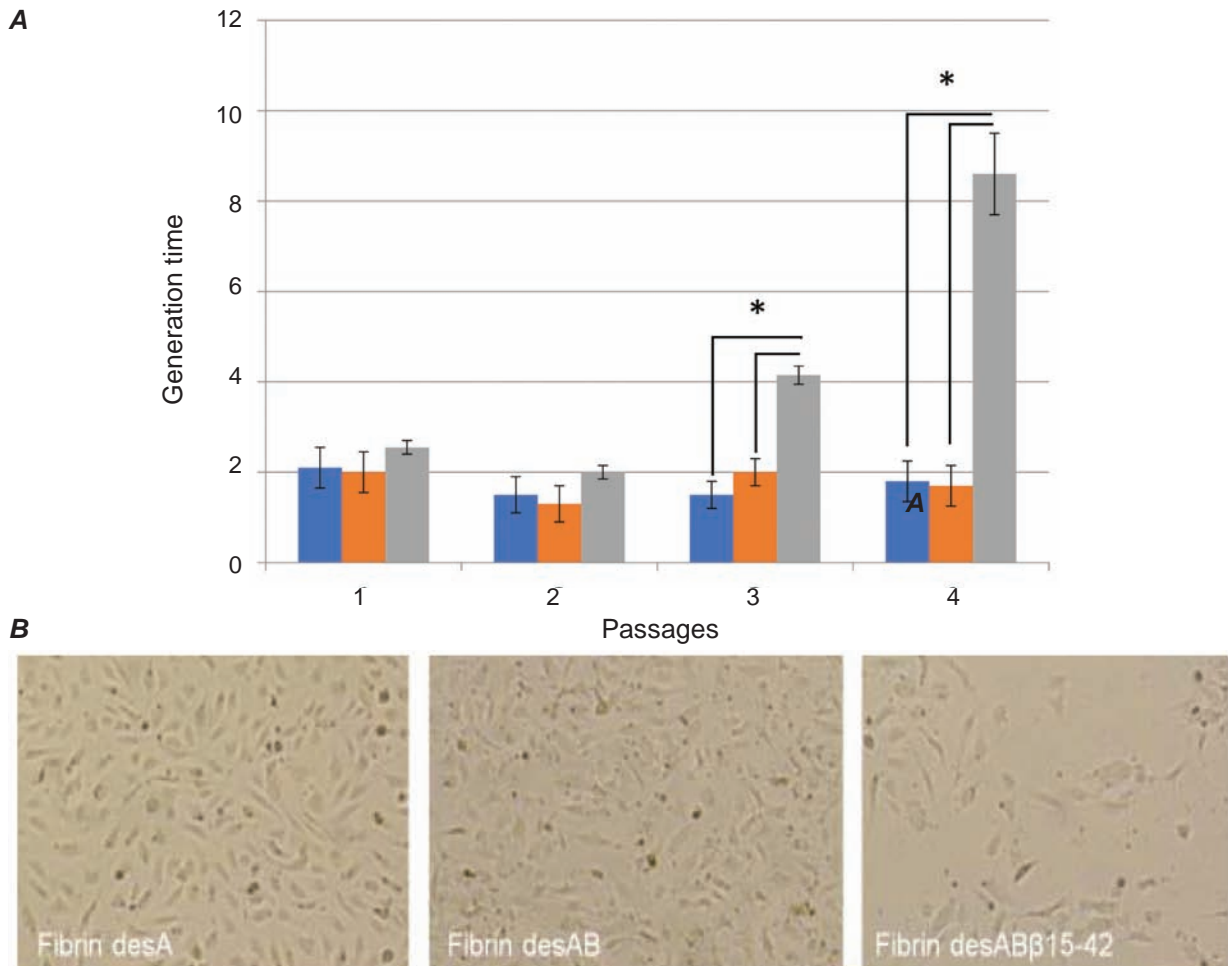 A
12
10
8
6
4
2
0
Generation time
*
*
A
1
2
3
4
Passages
B
Fibrin desA
Fibrin desAB
Fibrin desABβ15-42